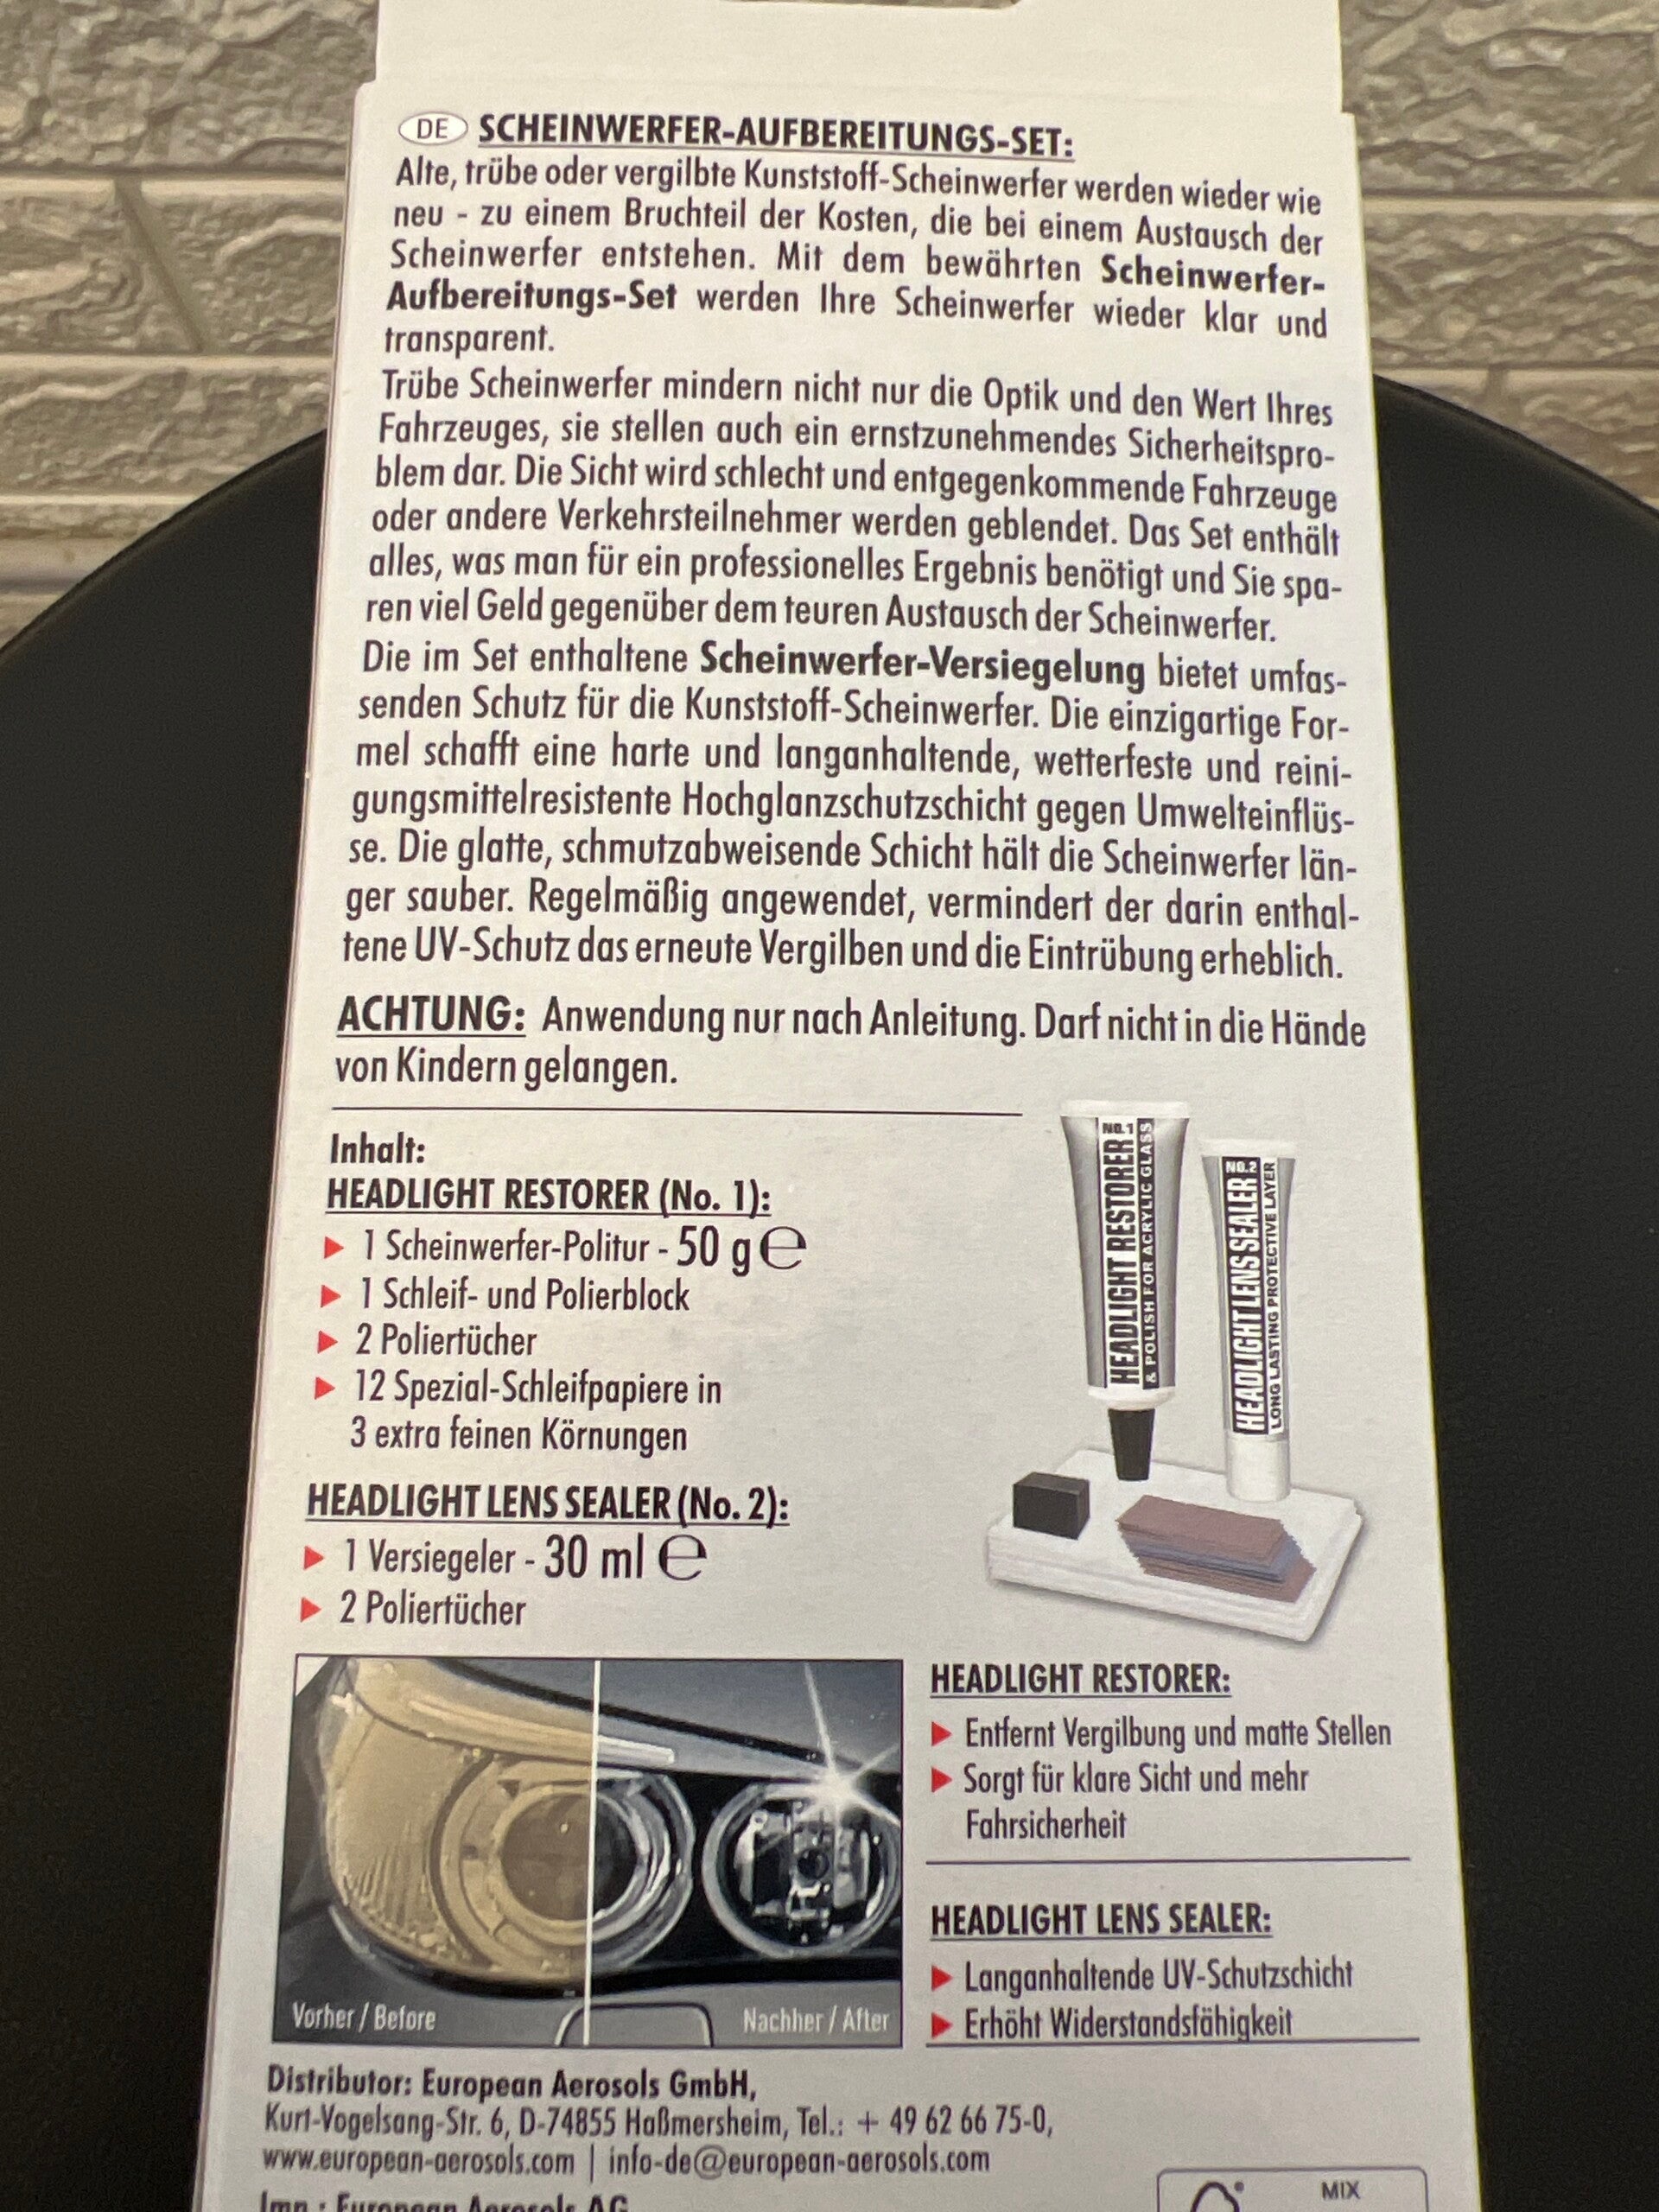 DE SCHEINWERFER-AUFBEREITUNGS-SET:
Alte, trübe oder vergilbte Kunststoff-Scheinwerfer werden wieder wie
neu - zu einem Bruchteil der Kosten, die bei einem Austausch der
Scheinwerfer entstehen. Mit dem bewährten Scheinwerfer-
Aufbereitungs-Set werden Ihre Scheinwerfer wieder klar und
transparent.
Trübe Scheinwerfer mindern nicht nur die Optik und den Wert Ihres
Fahrzeuges, sie stellen auch ein ernstzunehmendes Sicherheitspro-
blem dar. Die Sicht wird schlecht und entgegenkommende Fahrzeuge
oder andere Verkehrsteilnehmer werden geblendet. Das Set enthält
alles, was man für ein professionelles Ergebnis benötigt und Sie spa-
ren viel Geld gegenüber dem teuren Austausch der Scheinwerfer.
Die im Set enthaltene Scheinwerfer-Versiegelung bietet umfas-
senden Schutz für die Kunststoff-Scheinwerfer. Die einzigartige For-
mel schafft eine harte und langanhaltende, wetterfeste und reini-
gungsmittelresistente Hochglanzschutzschicht gegen Umwelteinflüs-
se. Die glatte, schmutzabweisende Schicht hält die Scheinwerfer län-
ger sauber. Regelmäßig angewendet, vermindert der darin enthal-
tene UV-Schutz das erneute Vergilben und die Eintrübung erheblich.
ACHTUNG: Anwendung nur nach Anleitung. Darf nicht in die Hände
von Kindern gelangen.
Inhalt:
HEADLIGHT RESTORER (No. 1):
▶ 1 Scheinwerfer-Politur - 50 g ℮
▶ 1 Schleif- und Polierblock
▶ 2 Poliertücher
▶ 12 Spezial-Schleifpapiere in
3 extra feinen Körnungen
HEADLIGHT LENS SEALER (No. 2):
▶ 1 Versiegeler - 30 ml ℮
▶ 2 Poliertücher
NO.1
HEADLIGHT RESTORER
& POLISH FOR ACRYLIC GLASS
NO.2
HEADLIGHT LENS SEALER
LONG LASTING PROTECTIVE LAYER
Vorher / Before
Nachher / After
HEADLIGHT RESTORER:
▶ Entfernt Vergilbung und matte Stellen
▶ Sorgt für klare Sicht und mehr
Fahrsicherheit
HEADLIGHT LENS SEALER:
▶ Langanhaltende UV-Schutzschicht
▶ Erhöht Widerstandsfähigkeit
Distributor: European Aerosols GmbH,
Kurt-Vogelsang-Str. 6, D-74855 Haßmersheim, Tel.: + 49 62 66 75-0,
www.european-aerosols.com | info-de@european-aerosols.com
Imp.: European Aerosols AG
MIX